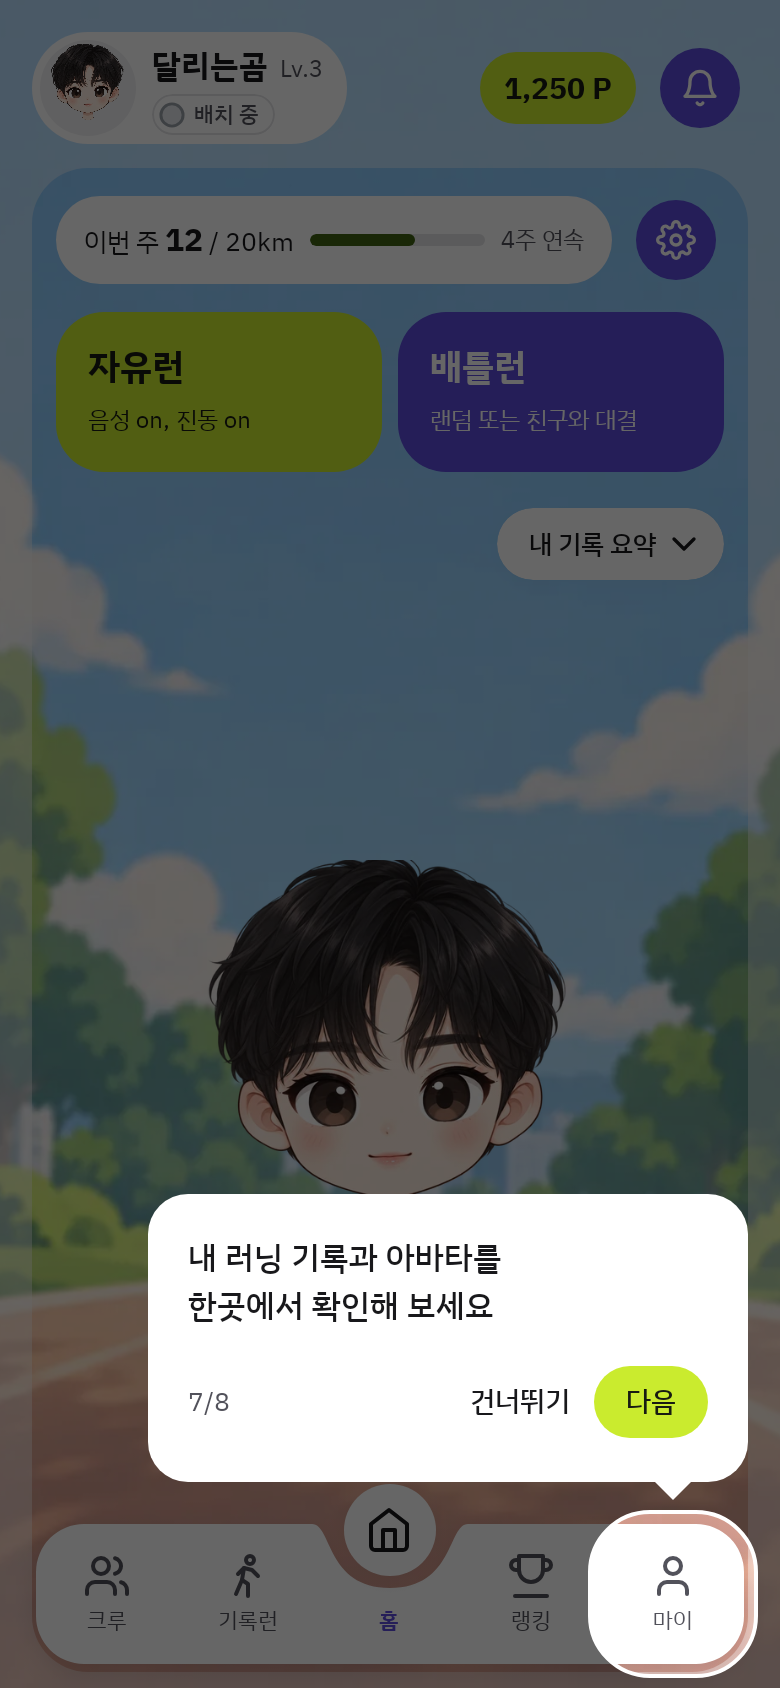 달리는곰 Lv.3
배치 중
1,250 P
이번 주 12 / 20km
4주 연속
자유런
음성 on, 진동 on
배틀런
랜덤 또는 친구와 대결
내 기록 요약
내 러닝 기록과 아바타를
한곳에서 확인해 보세요
7/8
건너뛰기
다음
크루
기록런
홈
랭킹
마이